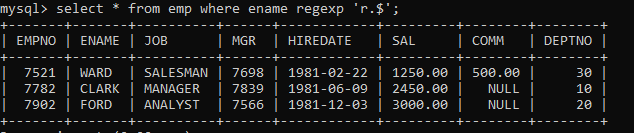 mysql> select * from emp where ename regexp 'r.$';
+-------+-------+----------+------+------------+---------+--------+--------+
| EMPNO | ENAME | JOB      | MGR  | HIREDATE   | SAL     | COMM   | DEPTNO |
+-------+-------+----------+------+------------+---------+--------+--------+
|  7521 | WARD  | SALESMAN | 7698 | 1981-02-22 | 1250.00 | 500.00 |     30 |
|  7782 | CLARK | MANAGER  | 7839 | 1981-06-09 | 2450.00 |   NULL |     10 |
|  7902 | FORD  | ANALYST  | 7566 | 1981-12-03 | 3000.00 |   NULL |     20 |
+-------+-------+----------+------+------------+---------+--------+--------+